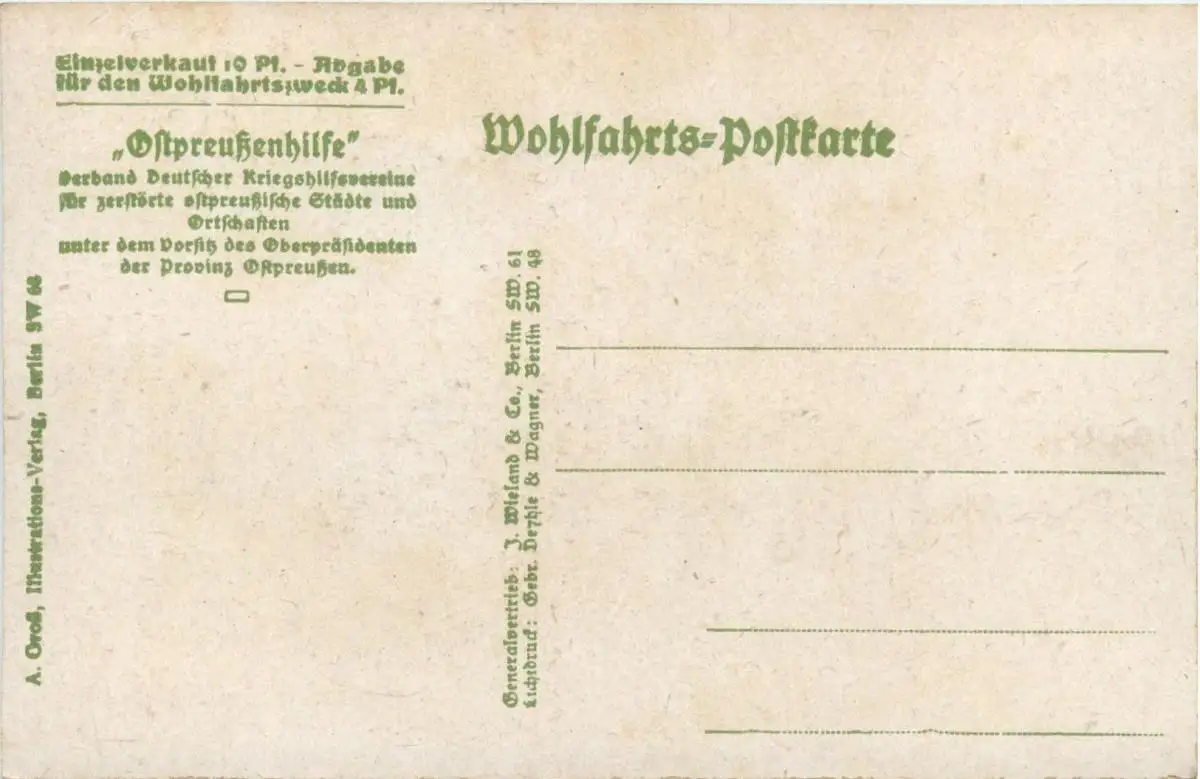 Einzelverkauf 10 Pf. - Abgabe
für den Wohlfahrtszweck 4 Pf.
„Ostpreußenhilfe"
Verband Deutscher Kriegshilfsvereine
für zerstörte ostpreußische Städte und
Ortschaften
unter dem Vorsitz des Oberpräsidenten
der Provinz Ostpreußen.
Wohlfahrts-Postkarte
A. Groß, Illustrations-Verlag, Berlin SW 68
Generalvertrieb: J. Wieland & Co., Berlin SW. 61
Lichtdruck: Gebr. Deyhle & Wagner, Berlin SW. 48